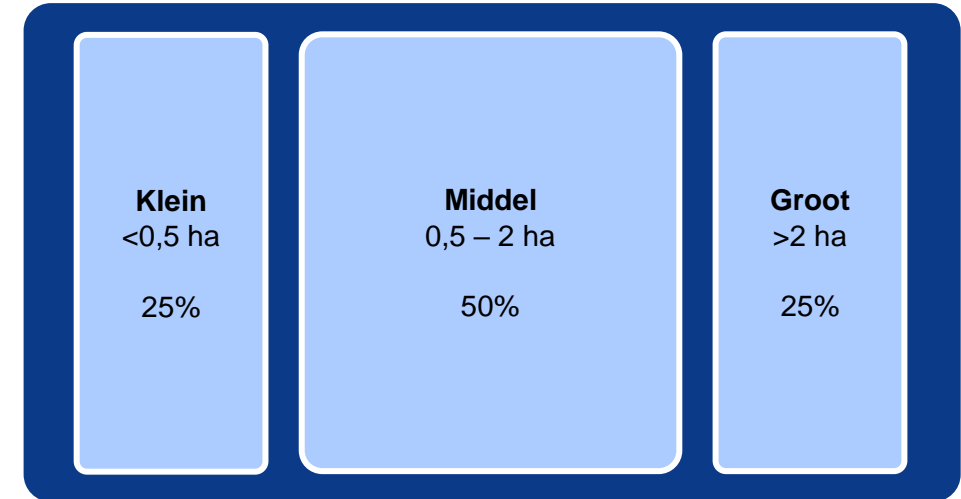 Klein
<0,5 ha
25%
Middel
0,5 – 2 ha
50%
Groot
>2 ha
25%